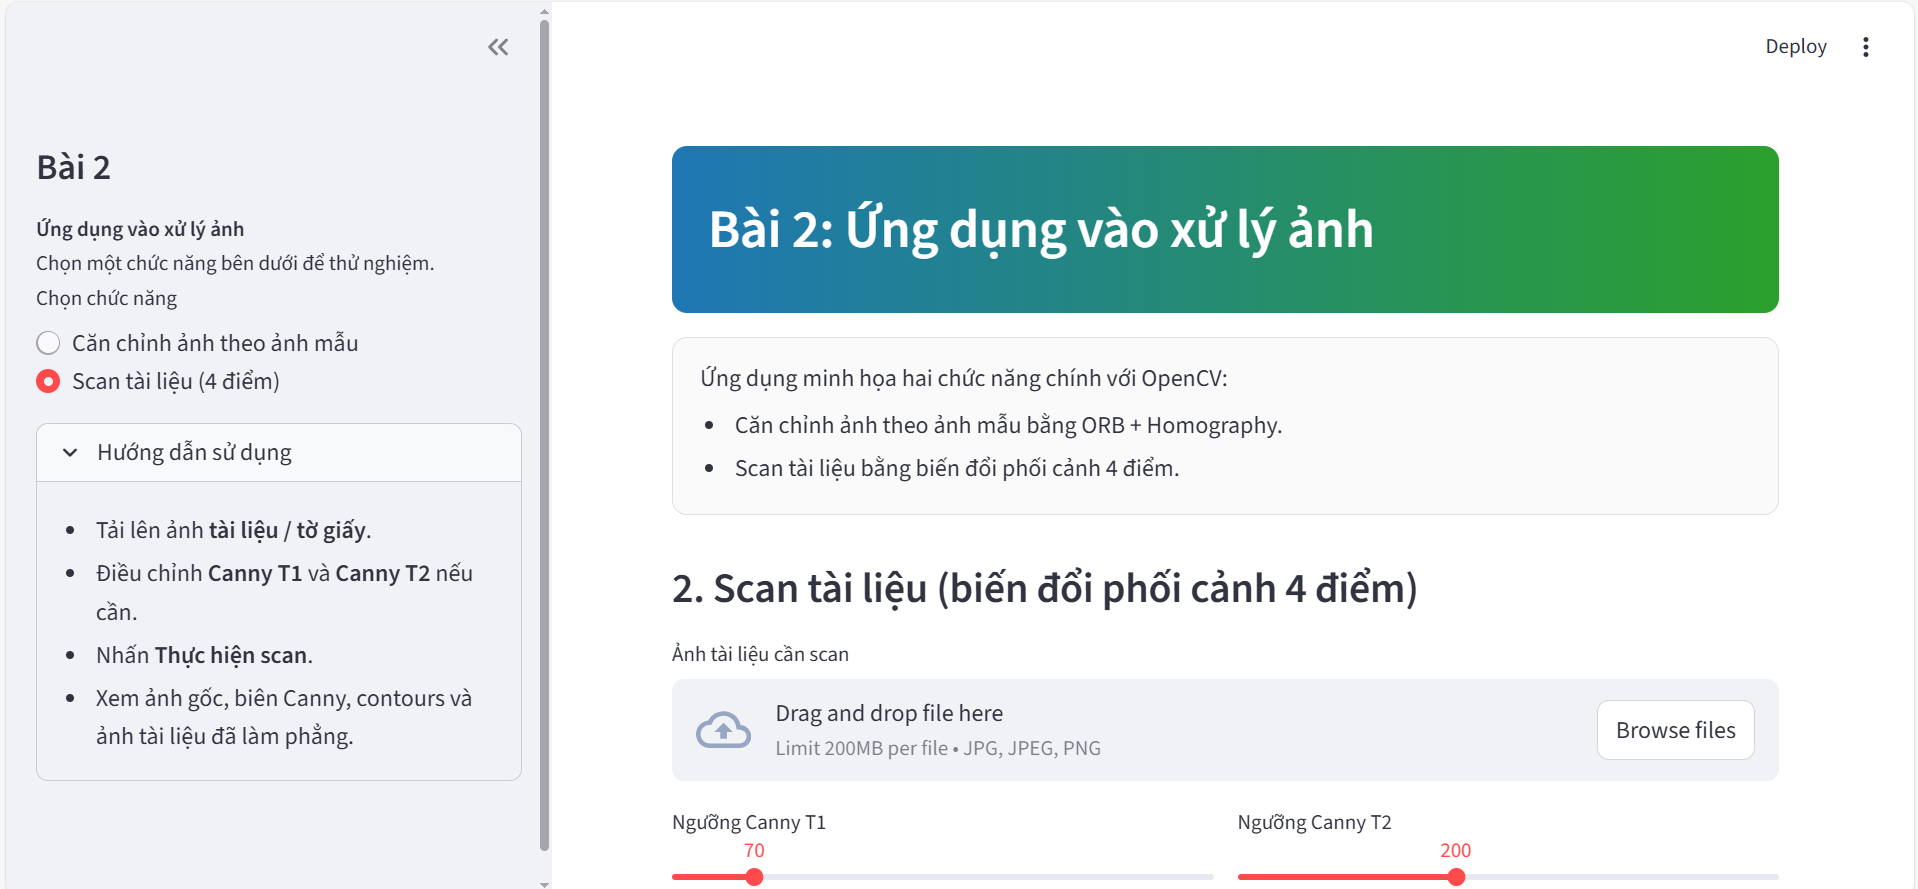 Bài 2
Ứng dụng vào xử lý ảnh
Chọn một chức năng bên dưới để thử nghiệm.
Chọn chức năng
Căn chỉnh ảnh theo ảnh mẫu
Scan tài liệu (4 điểm)
Hướng dẫn sử dụng
Tải lên ảnh tài liệu / tờ giấy.
Điều chỉnh Canny T1 và Canny T2 nếu
cần.
Nhấn Thực hiện scan.
Xem ảnh gốc, biên Canny, contours và
ảnh tài liệu đã làm phẳng.
Deploy
Bài 2: Ứng dụng vào xử lý ảnh
Ứng dụng minh họa hai chức năng chính với OpenCV:
Căn chỉnh ảnh theo ảnh mẫu bằng ORB + Homography.
Scan tài liệu bằng biến đổi phối cảnh 4 điểm.
2. Scan tài liệu (biến đổi phối cảnh 4 điểm)
Ảnh tài liệu cần scan
Drag and drop file here
Limit 200MB per file • JPG, JPEG, PNG
Browse files
Ngưỡng Canny T1
70
Ngưỡng Canny T2
200